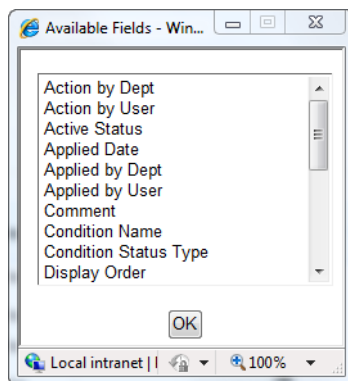 Available Fields - Win...
Action by Dept
Action by User
Active Status
Applied Date
Applied by Dept
Applied by User
Comment
Condition Name
Condition Status Type
Display Order
OK
Local intranet | 100%